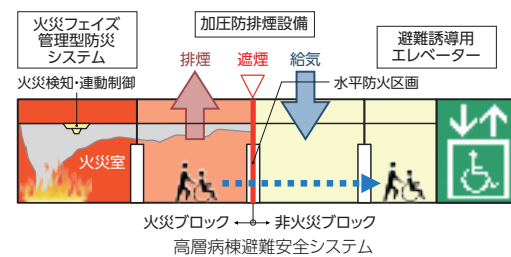 火災フェイズ
管理型防災
システム
加圧防排煙設備
避難誘導用
エレベーター
排煙
遮煙
給気
火災検知・連動制御
水平防火区画
火災室
火災ブロック
非火災ブロック
高層病棟避難安全システム